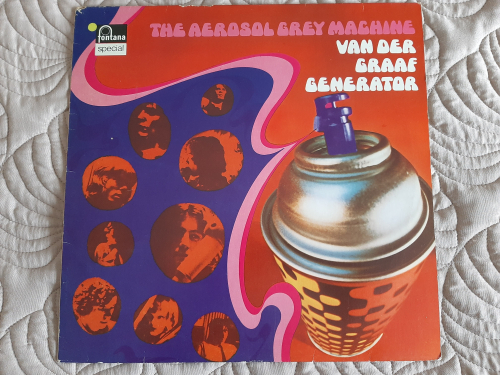 THE AEROSOL GREY MACHINE
fontana
special
VAN DER
GRAAF
GENERATOR